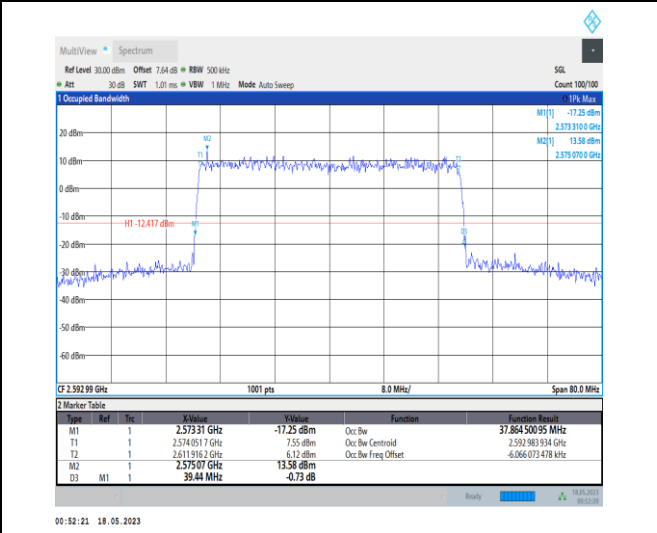 MultiView Spectrum
Ref Level 30.00 dBm Offset 7.64 dB RBW 500 kHz SGL
Att 30 dB SWT 1.01 ms VBW 1 MHz Mode Auto Sweep Count 100/100
1 Occupied Bandwidth 1Pk Max
M1[1] -17.25 dBm
2.573 310 0 GHz
M2[1] 13.58 dBm
2.575 070 0 GHz
20 dBm
M2
T1
10 dBm
0 dBm
-10 dBm
H1 -12.417 dBm
M1
D3
-20 dBm
-30 dBm
-40 dBm
-50 dBm
-60 dBm
CF 2.592 99 GHz 1001 pts 8.0 MHz/ Span 80.0 MHz
2 Marker Table
Type Ref Trc X-Value Y-Value Function Function Result
M1 1 2.573 31 GHz -17.25 dBm Occ Bw 37.864 500 95 MHz
T1 1 2.574 051 7 GHz 7.55 dBm Occ Bw Centroid 2.592 983 934 GHz
T2 1 2.611 916 2 GHz 6.12 dBm Occ Bw Freq Offset -6.066 073 478 kHz
M2 1 2.575 07 GHz 13.58 dBm
D3 M1 1 39.44 MHz -0.73 dB
Ready 18.05.2023
00:52:20
00:52:21 18.05.2023